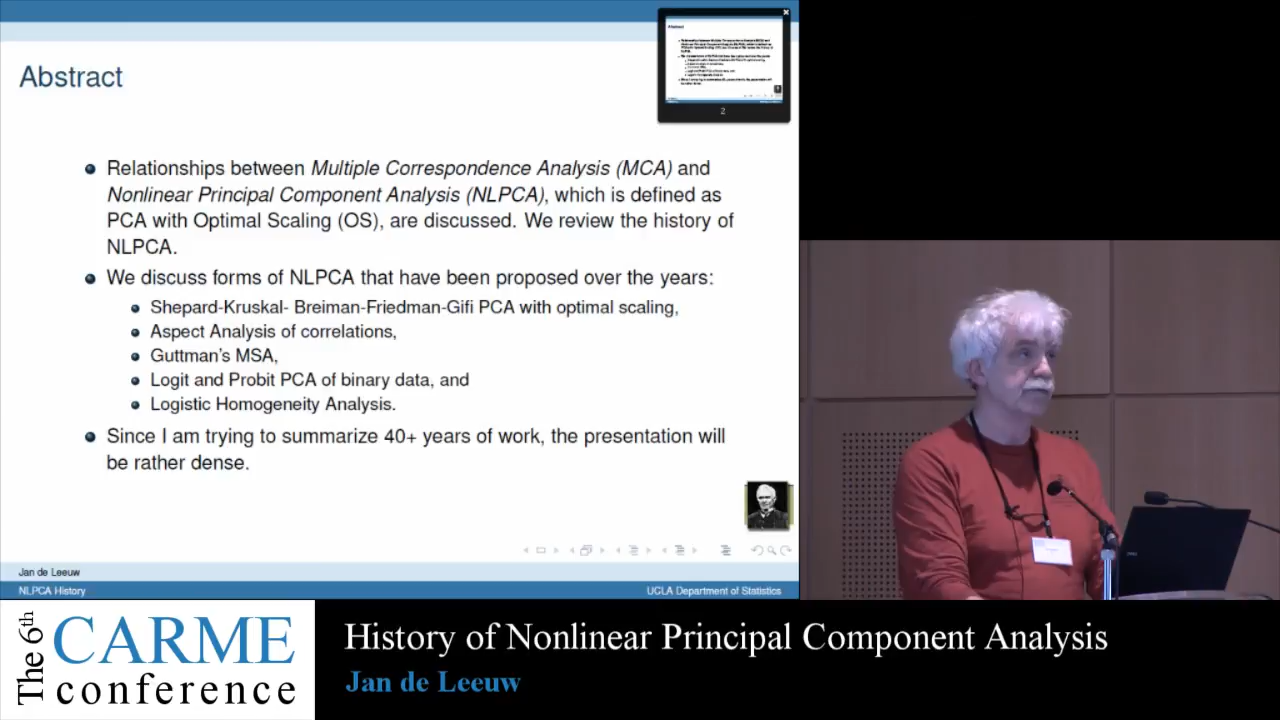 Abstract
2
Relationships between Multiple Correspondence Analysis (MCA) and
Nonlinear Principal Component Analysis (NLPCA), which is defined as
PCA with Optimal Scaling (OS), are discussed. We review the history of
NLPCA.
We discuss forms of NLPCA that have been proposed over the years:
Shepard-Kruskal- Breiman-Friedman-Gifi PCA with optimal scaling,
Aspect Analysis of correlations,
Guttman's MSA,
Logit and Probit PCA of binary data, and
Logistic Homogeneity Analysis.
Since I am trying to summarize 40+ years of work, the presentation will
be rather dense.
Jan de Leeuw
NLPCA History
UCLA Department of Statistics
The 6th
CARME
conference
History of Nonlinear Principal Component Analysis
Jan de Leeuw